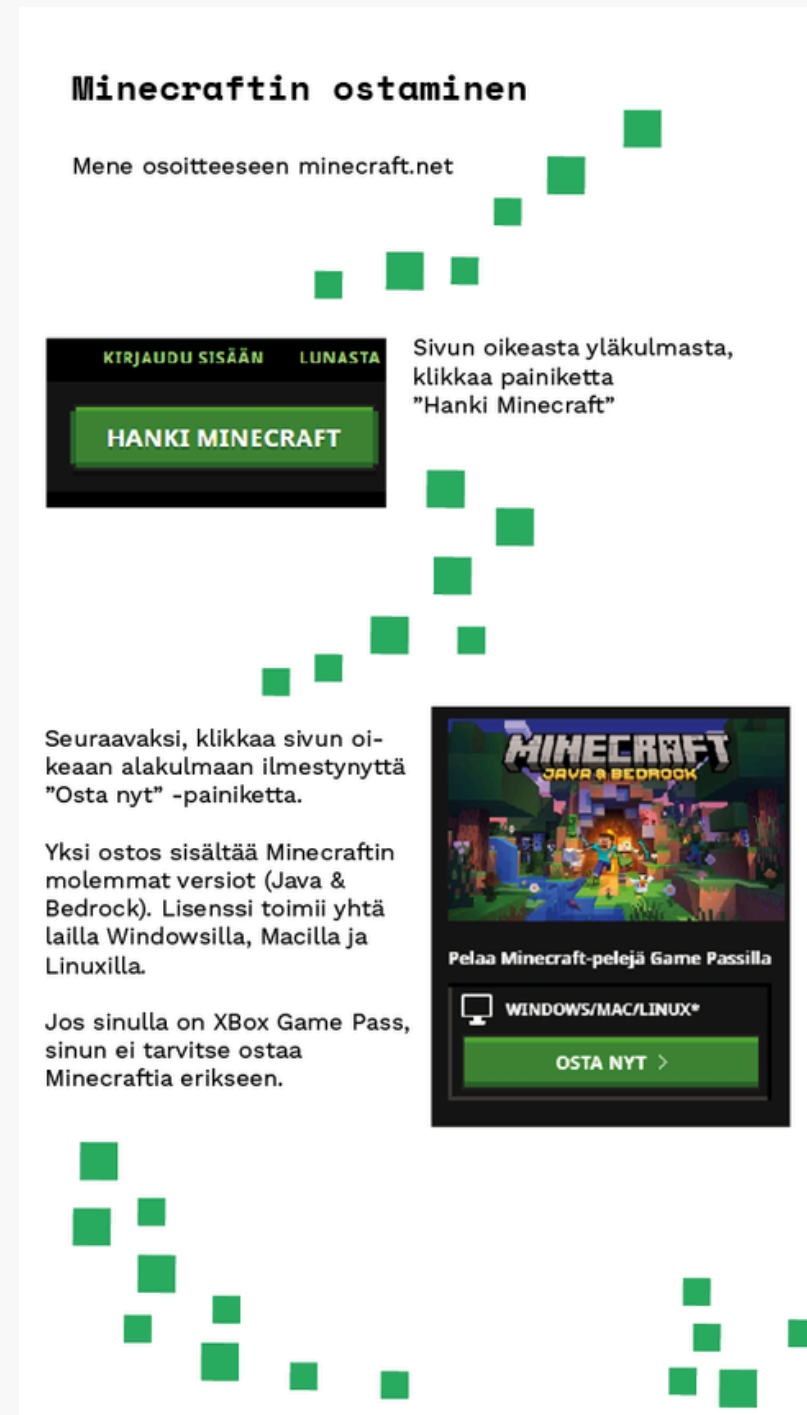 Minecraftin ostaminen
Mene osoitteeseen minecraft.net
KIRJAUDU SISÄÄN LUNASTA
HANKI MINECRAFT
Sivun oikeasta yläkulmasta,
klikkaa painiketta
”Hanki Minecraft”
Seuraavaksi, klikkaa sivun oi-
keaan alakulmaan ilmestynyttä
”Osta nyt” -painiketta.
Yksi ostos sisältää Minecraftin
molemmat versiot (Java &
Bedrock). Lisenssi toimii yhtä
lailla Windowsilla, Macilla ja
Linuxilla.
Jos sinulla on XBox Game Pass,
sinun ei tarvitse ostaa
Minecraftia erikseen.
MINECRAFT
JAVA & BEDROCK
Pelaa Minecraft-pelejä Game Passilla
WINDOWS/MAC/LINUX*
OSTA NYT >